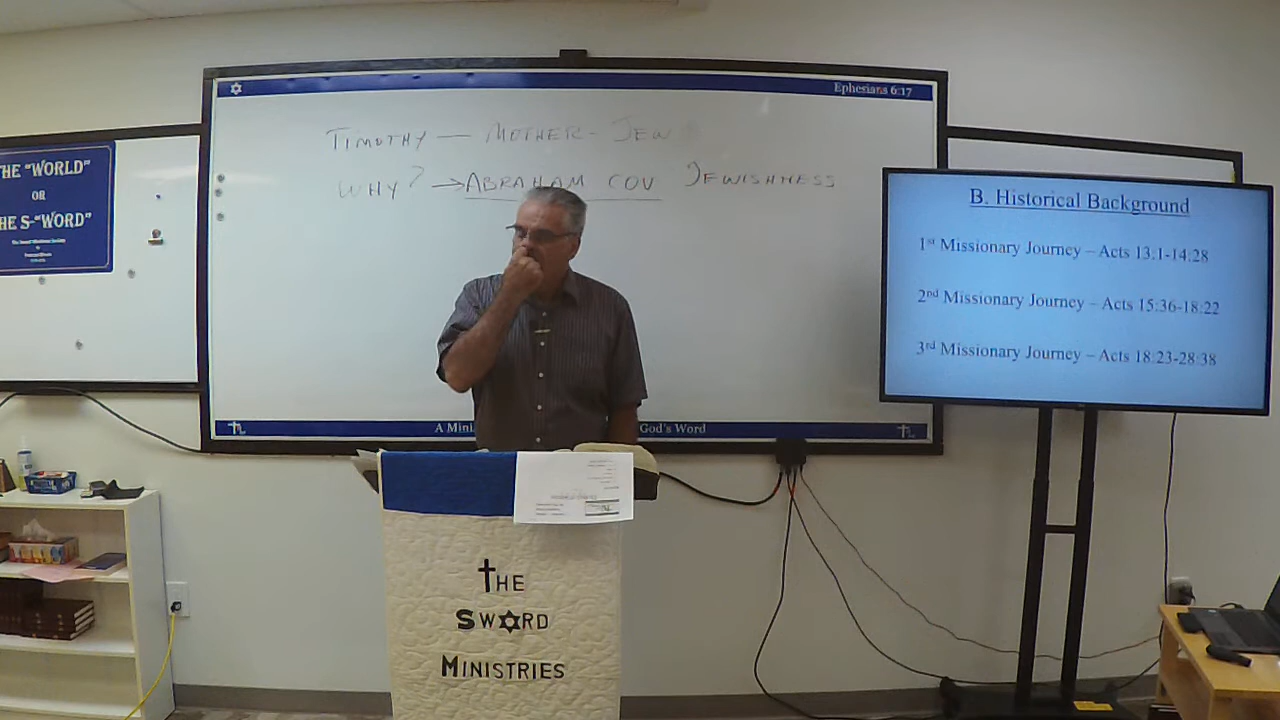 Ephesians 6:17
TIMOTHY — MOTHER - JEW
WHY? → ABRAHAM COV JEWISHNESS
THE "WORLD"
OR
THE S-"WORD"
B. Historical Background
1st Missionary Journey – Acts 13:1-14:28
2nd Missionary Journey – Acts 15:36-18:22
3rd Missionary Journey – Acts 18:23-28:38
A Mini God's Word
THE
SWORD
MINISTRIES